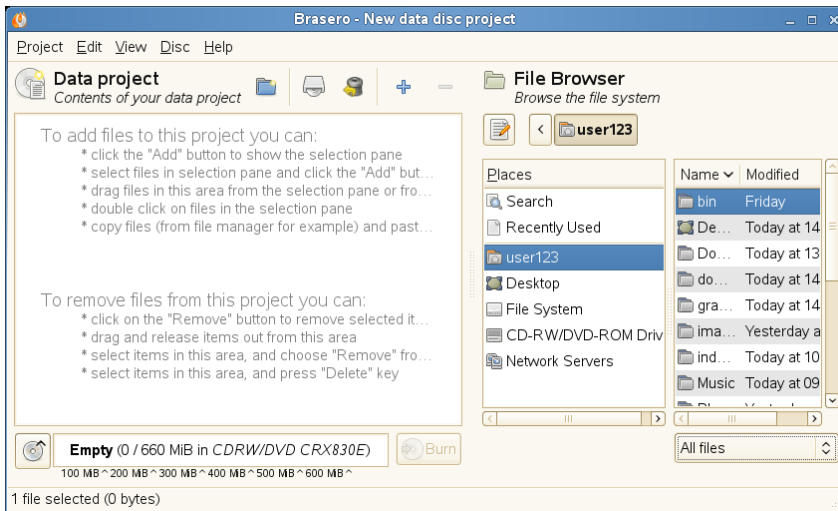 Brasero - New data disc project
Project Edit View Disc Help
Data project
Contents of your data project
File Browser
Browse the file system
user123
To add files to this project you can:
* click the "Add" button to show the selection pane
* select files in selection pane and click the "Add" but...
* drag files in this area from the selection pane or fro...
* double click on files in the selection pane
* copy files (from file manager for example) and past...
To remove files from this project you can:
* click on the "Remove" button to remove selected it...
* drag and release items out from this area
* select items in this area, and choose "Remove" fro...
* select items in this area, and press "Delete" key
Places
Search
Recently Used
user123
Desktop
File System
CD-RW/DVD-ROM Driv
Network Servers
Name Modified
bin Friday
De... Today at 14
Do... Today at 13
do... Today at 14
gra... Today at 14
ima... Yesterday a
ind... Today at 10
Music Today at 09
Empty (0 / 660 MiB in CDRW/DVD CRX830E)
Burn
All files
100 MiB ^ 200 MiB ^ 300 MiB ^ 400 MiB ^ 500 MiB ^ 600 MiB ^
1 file selected (0 bytes)